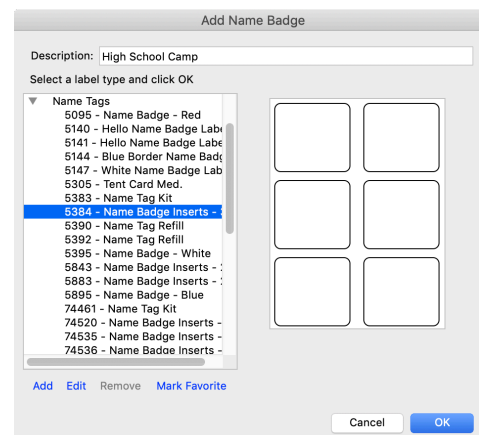 Add Name Badge
Description: High School Camp
Select a label type and click OK
Name Tags
5095 - Name Badge - Red
5140 - Hello Name Badge Labe
5141 - Hello Name Badge Labe
5144 - Blue Border Name Badg
5147 - White Name Badge Lab
5305 - Tent Card Med.
5383 - Name Tag Kit
5384 - Name Badge Inserts -
5390 - Name Tag Refill
5392 - Name Tag Refill
5395 - Name Badge - White
5843 - Name Badge Inserts -
5883 - Name Badge Inserts -
5895 - Name Badge - Blue
74461 - Name Tag Kit
74520 - Name Badge Inserts -
74535 - Name Badge Inserts -
74536 - Name Badge Inserts -
Add Edit Remove Mark Favorite
Cancel OK